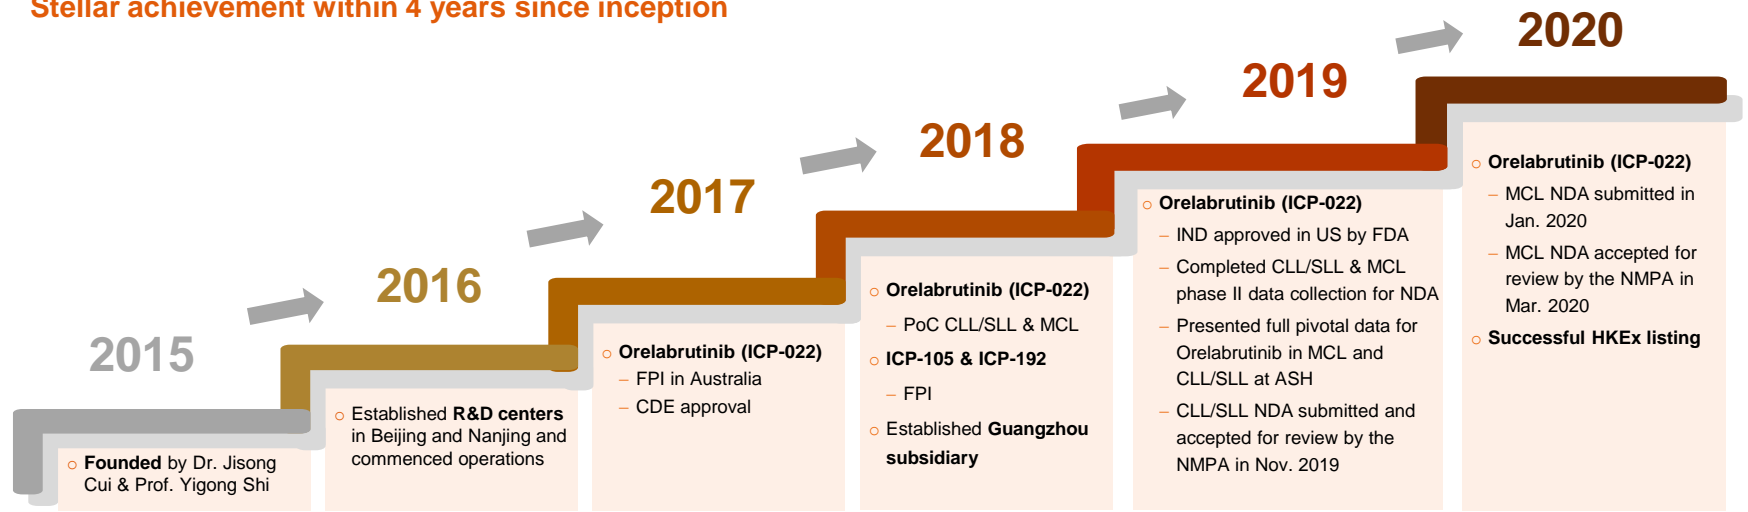 Stellar achievement within 4 years since inception
2015
○ Founded by Dr. Jisong
Cui & Prof. Yigong Shi
2016
○ Established R&D centers
in Beijing and Nanjing and
commenced operations
2017
○ Orelabrutinib (ICP-022)
– FPI in Australia
– CDE approval
2018
○ Orelabrutinib (ICP-022)
– PoC CLL/SLL & MCL
○ ICP-105 & ICP-192
– FPI
○ Established Guangzhou
subsidiary
2019
○ Orelabrutinib (ICP-022)
– IND approved in US by FDA
– Completed CLL/SLL & MCL
phase II data collection for NDA
– Presented full pivotal data for
Orelabrutinib in MCL and
CLL/SLL at ASH
– CLL/SLL NDA submitted and
accepted for review by the
NMPA in Nov. 2019
2020
○ Orelabrutinib (ICP-022)
– MCL NDA submitted in
Jan. 2020
– MCL NDA accepted for
review by the NMPA in
Mar. 2020
○ Successful HKEx listing